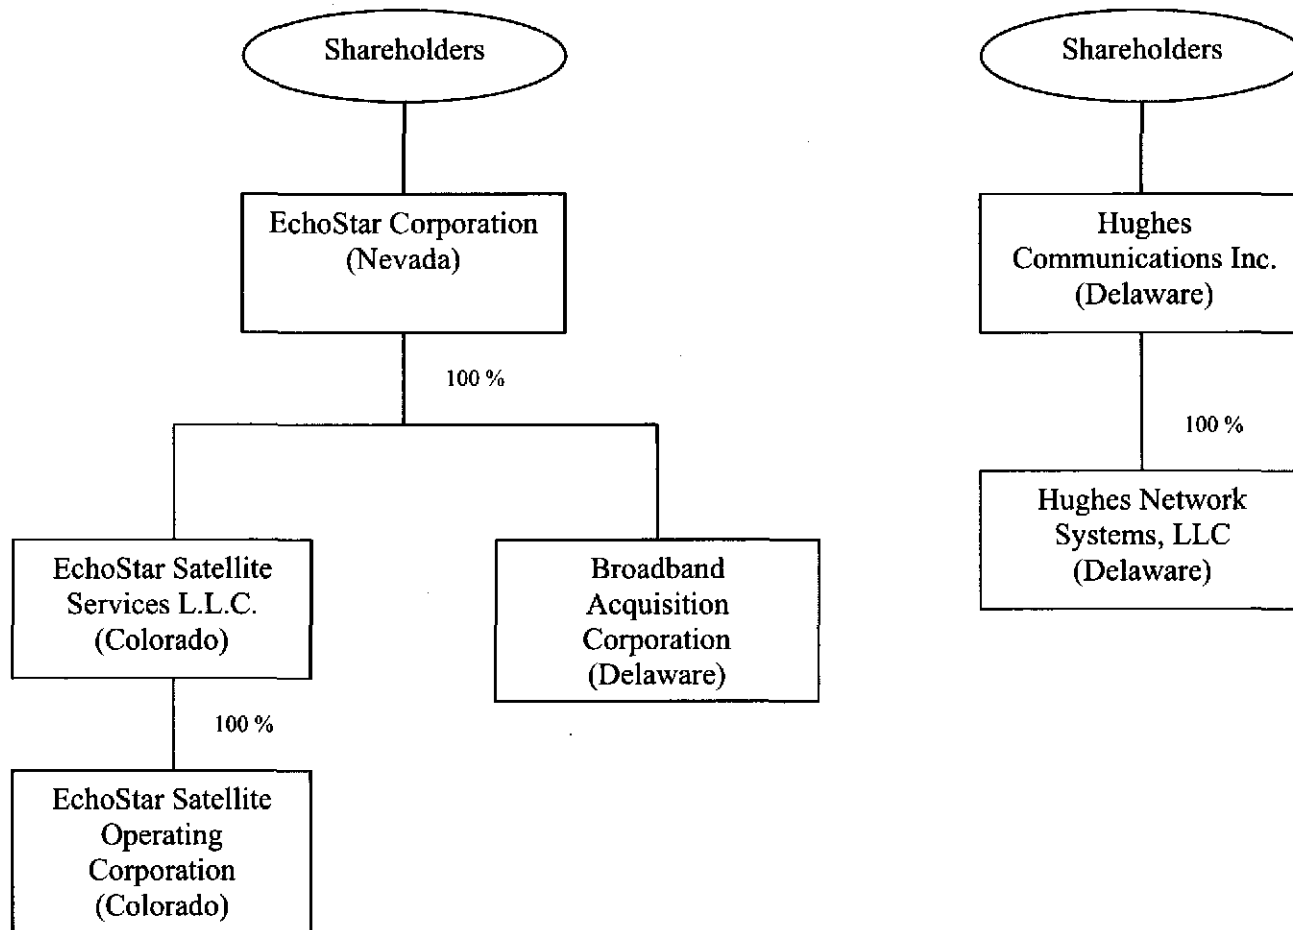 Shareholders
EchoStar Corporation
(Nevada)
100 %
EchoStar Satellite
Services L.L.C.
(Colorado)
100 %
EchoStar Satellite
Operating
Corporation
(Colorado)
Broadband
Acquisition
Corporation
(Delaware)
Shareholders
Hughes
Communications Inc.
(Delaware)
100 %
Hughes Network
Systems, LLC
(Delaware)